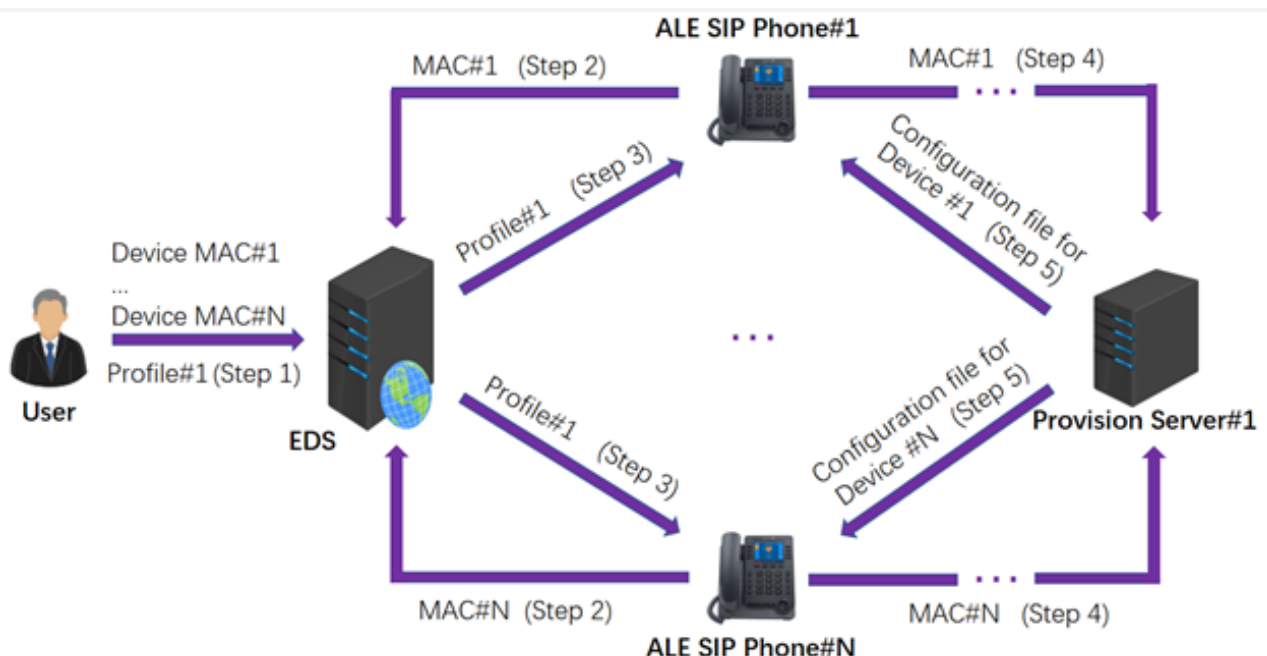 ALE SIP Phone#1
MAC#1 (Step 2)
MAC#1 (Step 4)
Profile#1 (Step 3)
Configuration file for
Device #1 (Step 5)
Device MAC#1
...
Device MAC#N
Profile#1 (Step 1)
User
EDS
...
Provision Server#1
Profile#1 (Step 3)
Configuration file for
Device #N (Step 5)
MAC#N (Step 2)
MAC#N (Step 4)
ALE SIP Phone#N